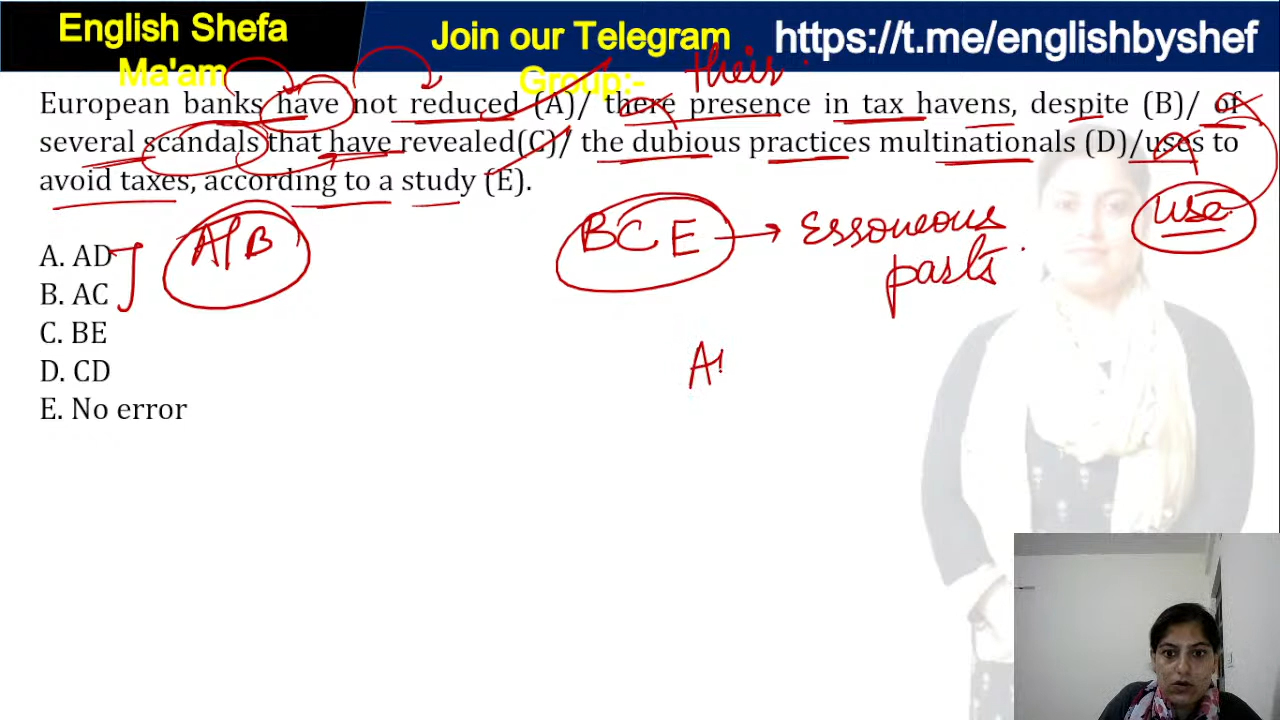 English Shefa
Ma'am
Join our Telegram
Group:-
https://t.me/englishbyshef
their
European banks have not reduced (A)/ there presence in tax havens, despite (B)/ of
several scandals that have revealed(C)/ the dubious practices multinationals (D)/uses to
avoid taxes, according to a study (E).
use
A. AD
B. AC
C. BE
D. CD
E. No error
A/B
BCE → Erroneous
parts.
A